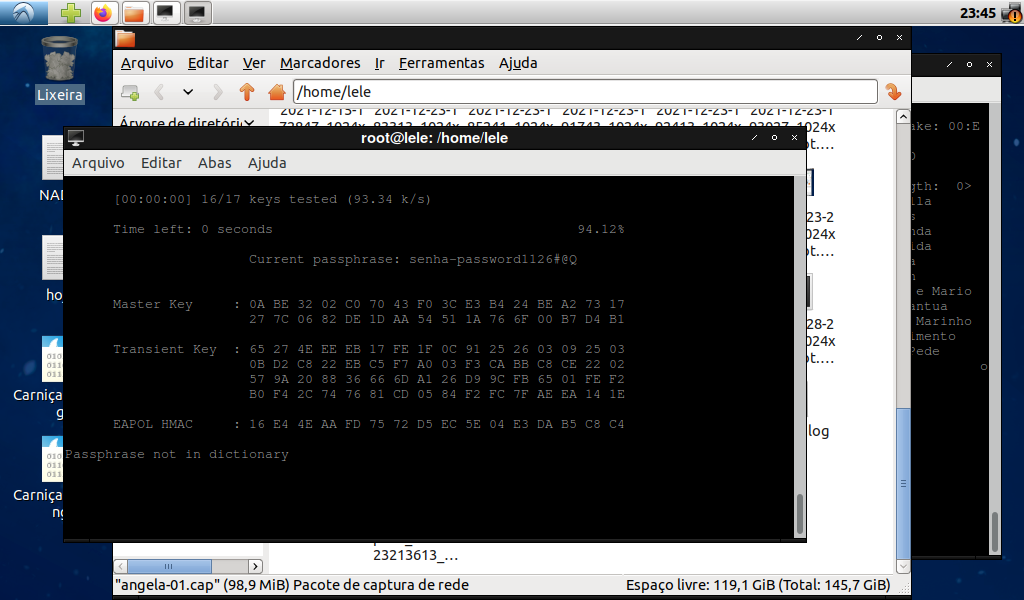 23:45
Lixeira
Arquivo Editar Ver Marcadores Ir Ferramentas Ajuda
/home/lele
Árvore de diretóri
2021-12-23-1 2021-12-23-1 2021-12-23-1 2021-12-23-1
root@lele: /home/lele
Arquivo Editar Abas Ajuda
[00:00:00] 16/17 keys tested (93.34 k/s)
Time left: 0 seconds 94.12%
Current passphrase: senha-password1126#@Q
Master Key : 0A BE 32 02 C0 70 43 F0 3C E3 B4 24 BE A2 73 17
27 7C 06 82 DE 1D AA 54 51 1A 76 6F 00 B7 D4 B1
Transient Key : 65 27 4E EE EB 17 FE 1F 0C 91 25 26 03 09 25 03
0B D2 C8 22 EB C5 F7 A0 03 F3 CA BB C8 CE 22 02
57 9A 20 88 36 66 6D A1 26 D9 9C FB 65 01 FE F2
B0 F4 2C 74 76 81 CD 05 84 F2 FC 7F AE EA 14 1E
EAPOL HMAC : 16 E4 4E AA FD 75 72 D5 EC 5E 04 E3 DA B5 C8 C4
Passphrase not in dictionary
NA
ho
Carniça
g
Carniça
ng
024x
ot....
23-2
024x
ot....
28-2
024x
ot....
log
ake: 00:E
gth: 0>
lla
s
nda
lda
a
n
e Mario
antua
Marinho
imento
Pede
o
23213613_...
"angela-01.cap" (98,9 MiB) Pacote de captura de rede
Espaço livre: 119,1 GiB (Total: 145,7 GiB)